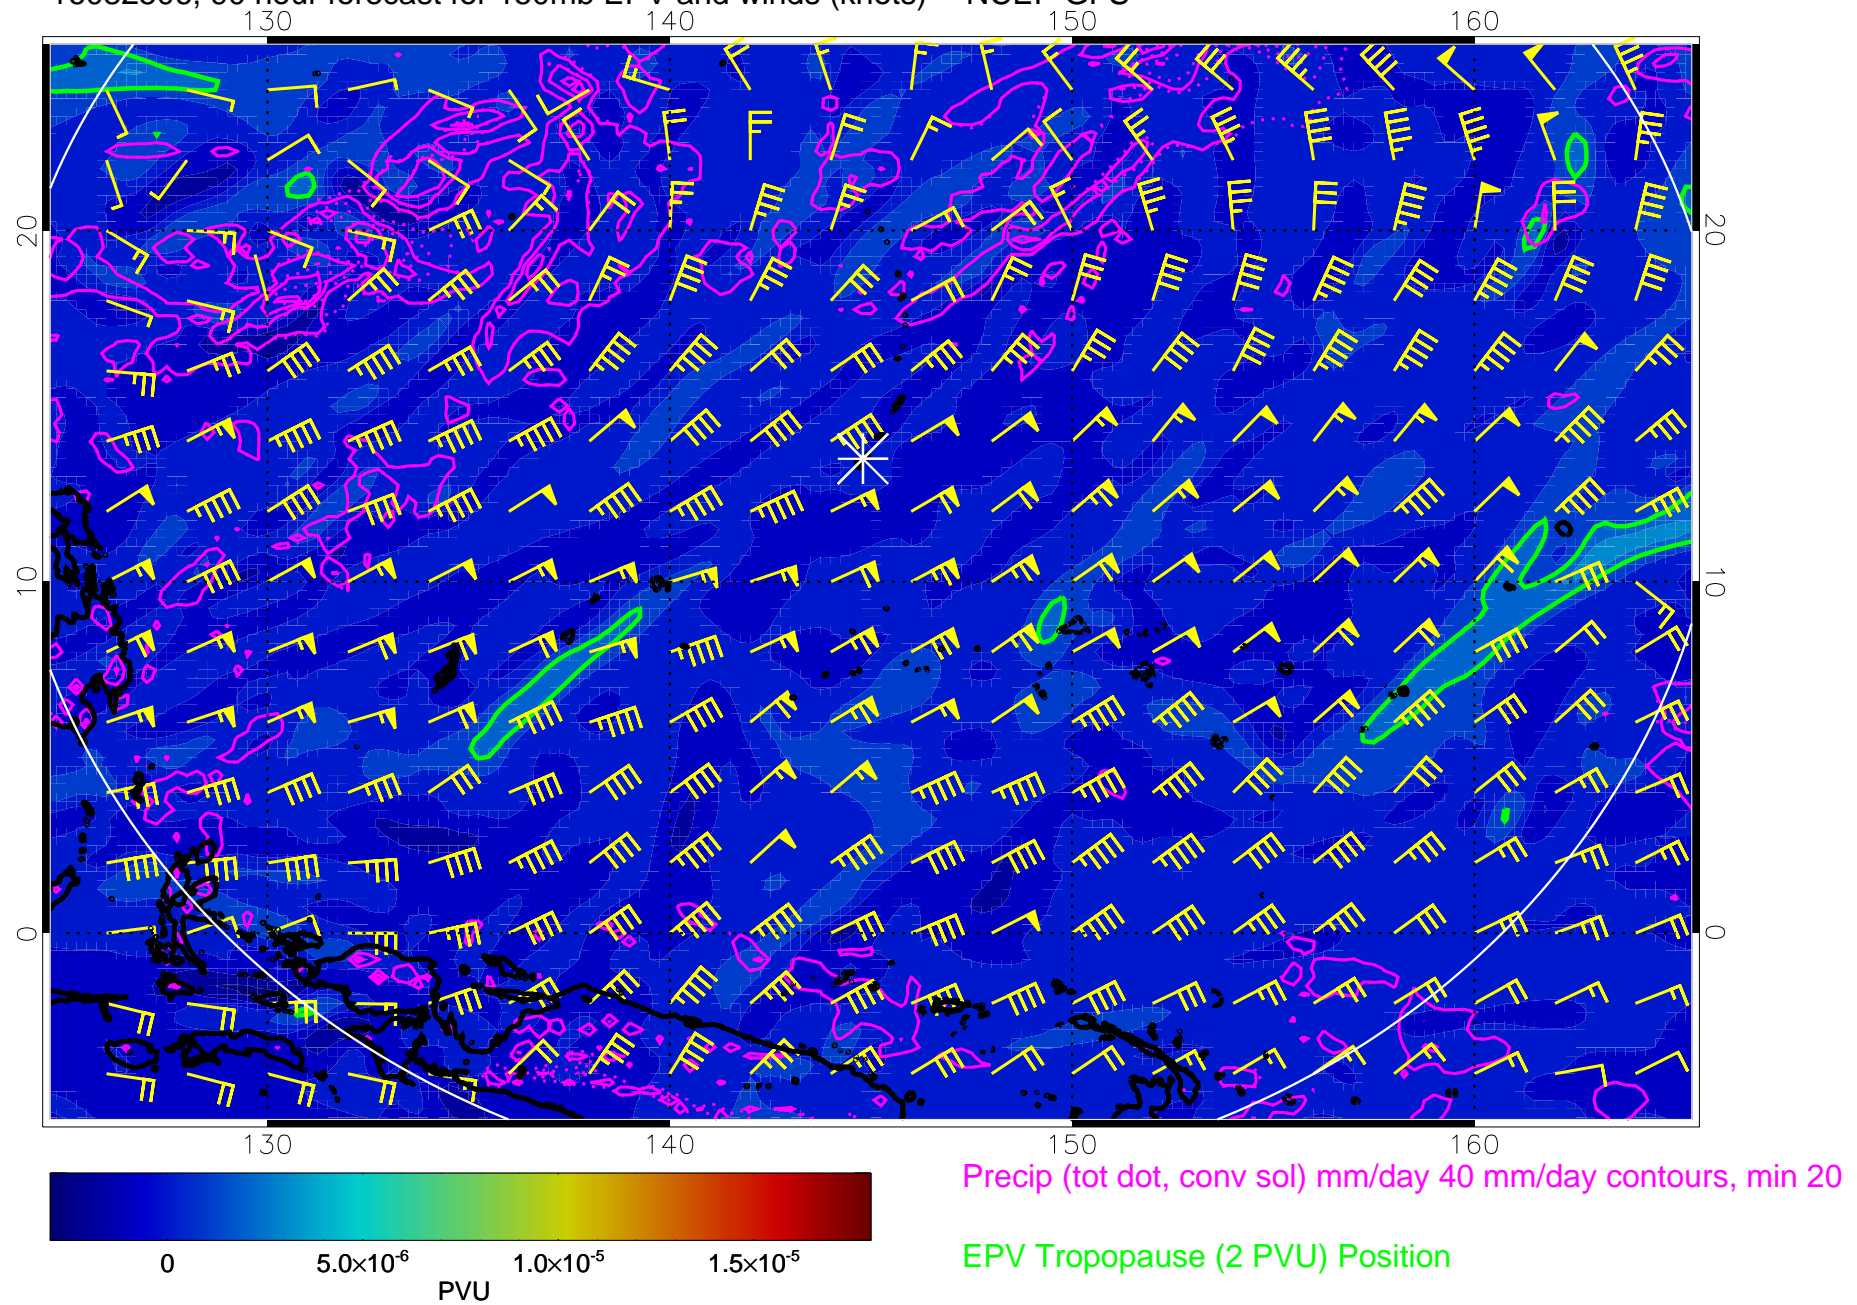 130 140 150 160
20 20
10 10
0 0
130 140 150 160
Precip (tot dot, conv sol) mm/day 40 mm/day contours, min 20
0 5.0×10⁻⁶ 1.0×10⁻⁵ 1.5×10⁻⁵
EPV Tropopause (2 PVU) Position
PVU